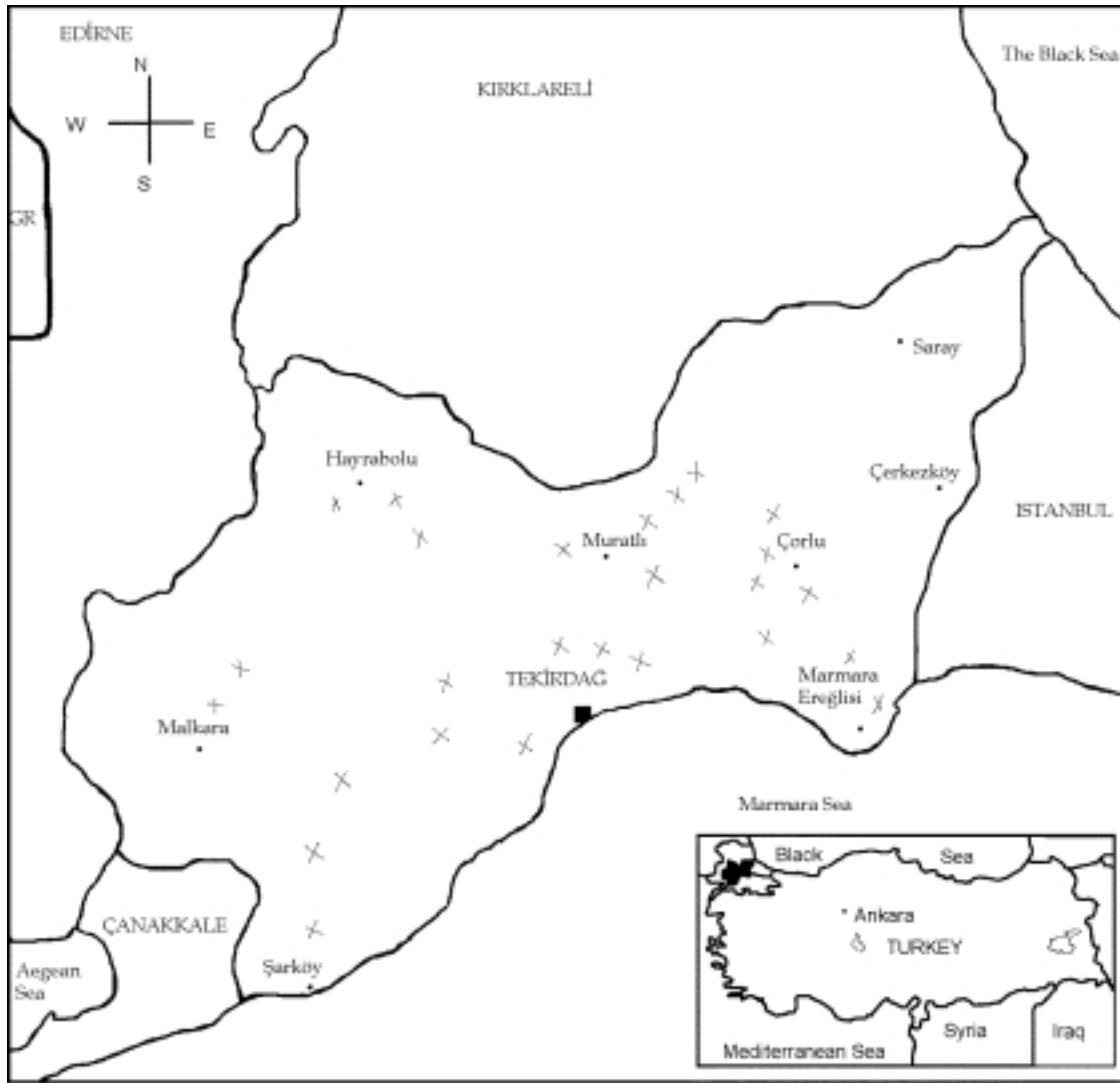 EDİRNE
The Black Sea
N
KIRKLARELİ
W
E
S
GR
Saray
Hayrabolu
Çerkezköy
ISTANBUL
Muratlı
Çorlu
TEKİRDAĞ
Marmara
Ereğlisi
Malkara
Marmara Sea
Black
Sea
Ankara
ÇANAKKALE
TURKEY
Şarköy
Aegean
Sea
Syria
Iraq
Mediterranean Sea